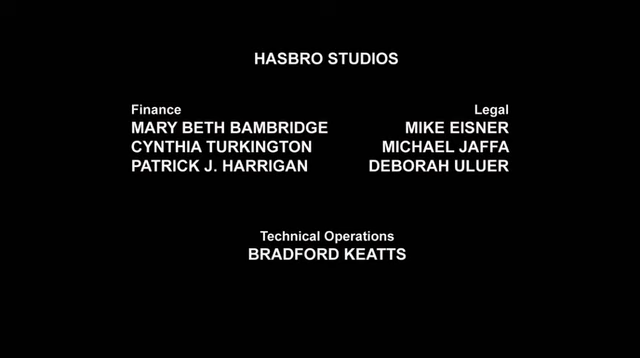 HASBRO STUDIOS
Finance
MARY BETH BAMBRIDGE
CYNTHIA TURKINGTON
PATRICK J. HARRIGAN
Legal
MIKE EISNER
MICHAEL JAFFA
DEBORAH ULUER
Technical Operations
BRADFORD KEATTS